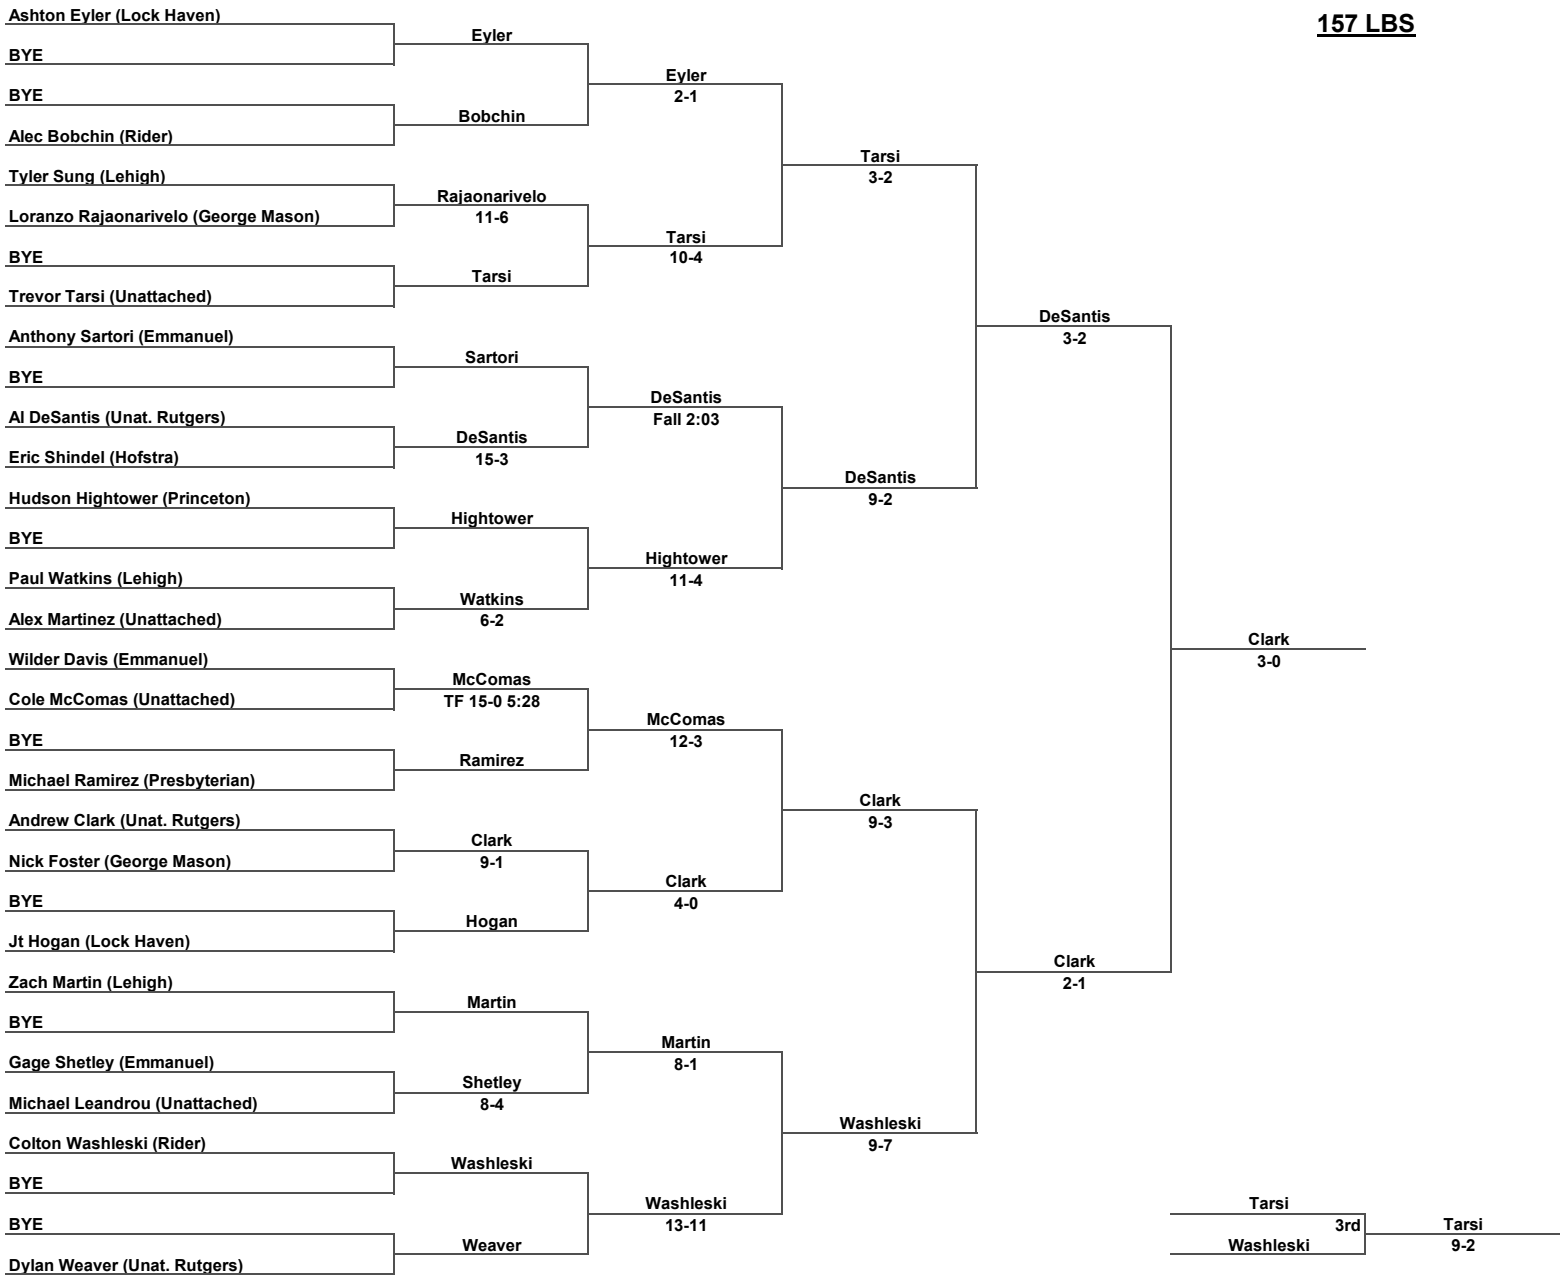 157 LBS
Ashton Eyler (Lock Haven)
BYE
BYE
Alec Bobchin (Rider)
Tyler Sung (Lehigh)
Loranzo Rajaonarivelo (George Mason)
BYE
Trevor Tarsi (Unattached)
Anthony Sartori (Emmanuel)
BYE
Al DeSantis (Unat. Rutgers)
Eric Shindel (Hofstra)
Hudson Hightower (Princeton)
BYE
Paul Watkins (Lehigh)
Alex Martinez (Unattached)
Wilder Davis (Emmanuel)
Cole McComas (Unattached)
BYE
Michael Ramirez (Presbyterian)
Andrew Clark (Unat. Rutgers)
Nick Foster (George Mason)
BYE
Jt Hogan (Lock Haven)
Zach Martin (Lehigh)
BYE
Gage Shetley (Emmanuel)
Michael Leandrou (Unattached)
Colton Washleski (Rider)
BYE
BYE
Dylan Weaver (Unat. Rutgers)
Eyler
Bobchin
Rajaonarivelo
11-6
Tarsi
Sartori
DeSantis
15-3
Hightower
Watkins
6-2
McComas
TF 15-0 5:28
Ramirez
Clark
9-1
Hogan
Martin
Shetley
8-4
Washleski
Weaver
Eyler
2-1
Tarsi
10-4
DeSantis
Fall 2:03
Hightower
11-4
McComas
12-3
Clark
4-0
Martin
8-1
Washleski
13-11
Tarsi
3-2
DeSantis
9-2
Clark
9-3
Washleski
9-7
DeSantis
3-2
Clark
2-1
Clark
3-0
Tarsi
3rd
Washleski
Tarsi
9-2